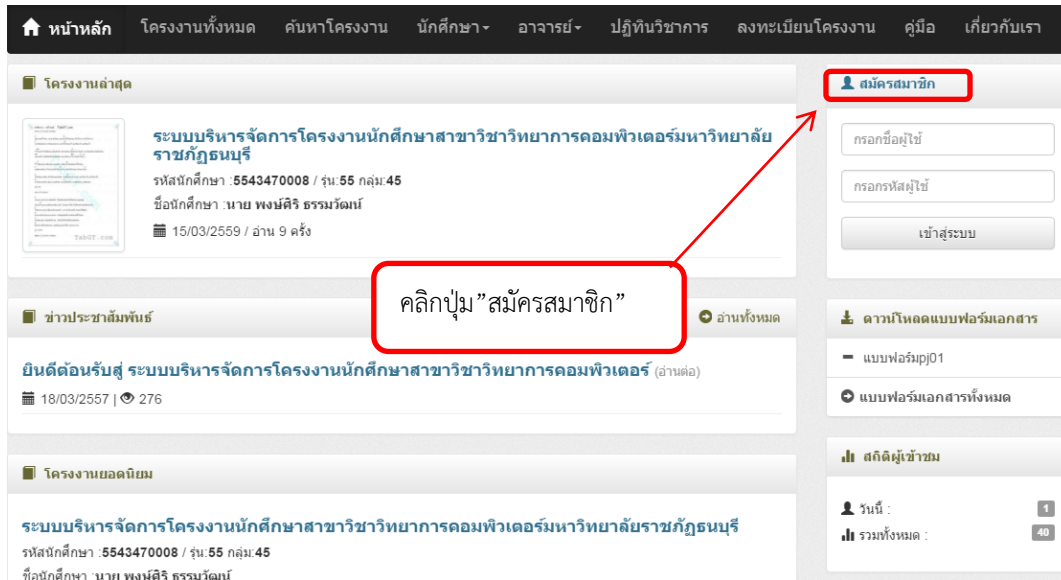 หน้าหลัก โครงงานทั้งหมด ค้นหาโครงงาน นักศึกษา อาจารย์ ปฏิทินวิชาการ ลงทะเบียนโครงงาน คู่มือ เกี่ยวกับเรา
โครงงานล่าสุด
ระบบบริหารจัดการโครงงานนักศึกษาสาขาวิชาวิทยาการคอมพิวเตอร์มหาวิทยาลัย
ราชภัฏธนบุรี
รหัสนักศึกษา :5543470008 / รุ่น:55 กลุ่ม:45
ชื่อนักศึกษา :นาย พงษ์ศิริ ธรรมวัฒน์
15/03/2559 / อ่าน 9 ครั้ง
คลิกปุ่ม"สมัครสมาชิก"
ข่าวประชาสัมพันธ์
อ่านทั้งหมด
ยินดีต้อนรับสู่ ระบบบริหารจัดการโครงงานนักศึกษาสาขาวิชาวิทยาการคอมพิวเตอร์ (อ่านต่อ)
18/03/2557 | 276
โครงงานยอดนิยม
ระบบบริหารจัดการโครงงานนักศึกษาสาขาวิชาวิทยาการคอมพิวเตอร์มหาวิทยาลัยราชภัฏธนบุรี
รหัสนักศึกษา :5543470008 / รุ่น:55 กลุ่ม:45
ชื่อนักศึกษา :นาย พงษ์ศิริ ธรรมวัฒน์
สมัครสมาชิก
กรอกชื่อผู้ใช้
กรอกรหัสผู้ใช้
เข้าสู่ระบบ
ดาวน์โหลดแบบฟอร์มเอกสาร
แบบฟอร์มpj01
แบบฟอร์มเอกสารทั้งหมด
สถิติผู้เข้าชม
วันนี้ : 1
รวมทั้งหมด : 40